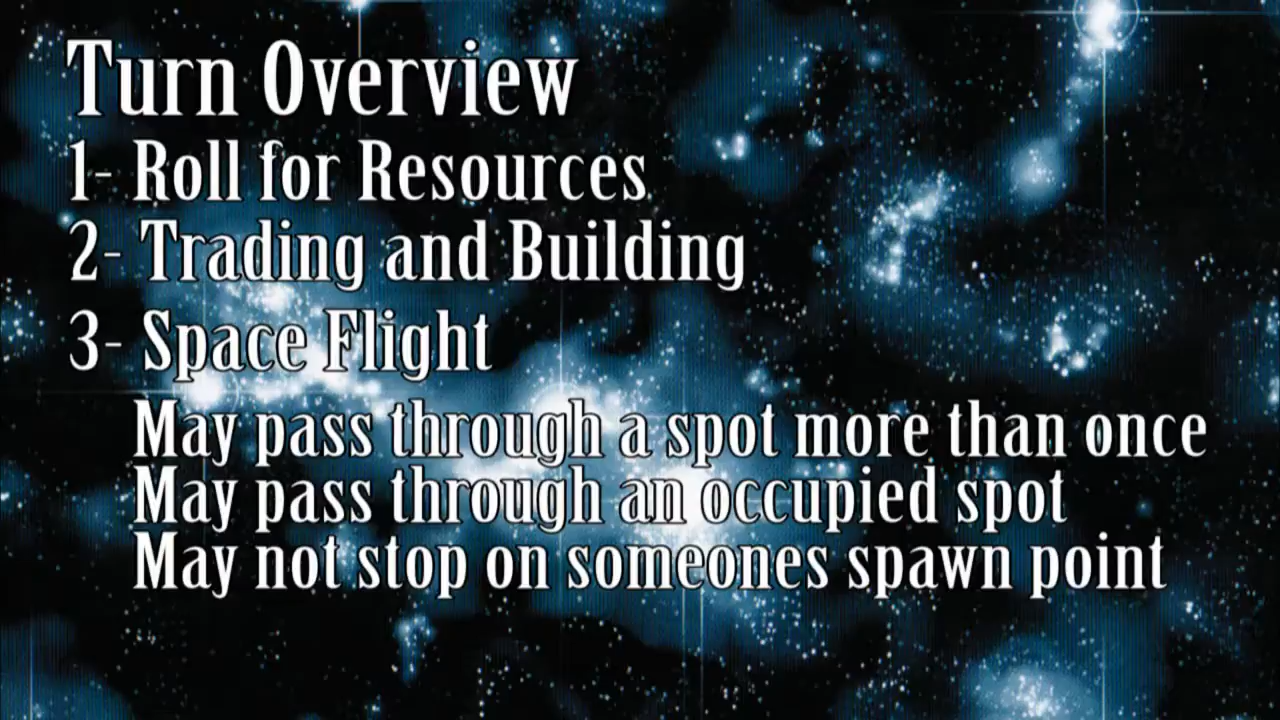 Turn Overview
1- Roll for Resources
2- Trading and Building
3- Space Flight
May pass through a spot more than once
May pass through an occupied spot
May not stop on someones spawn point